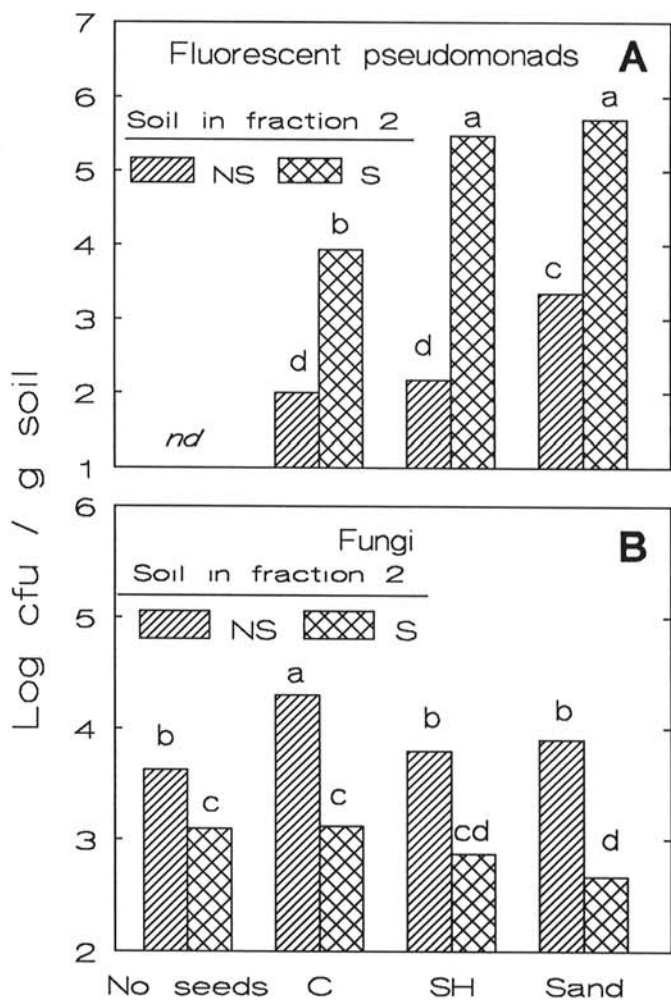 7
Fluorescent pseudomonads A
6
Soil in fraction 2
NS S
5
4
3
2
1
nd
d b
d a
c a
Log cfu / g soil
6
Fungi B
Soil in fraction 2
NS S
5
4
3
2
b c
a c
b cd
b d
No seeds C SH Sand